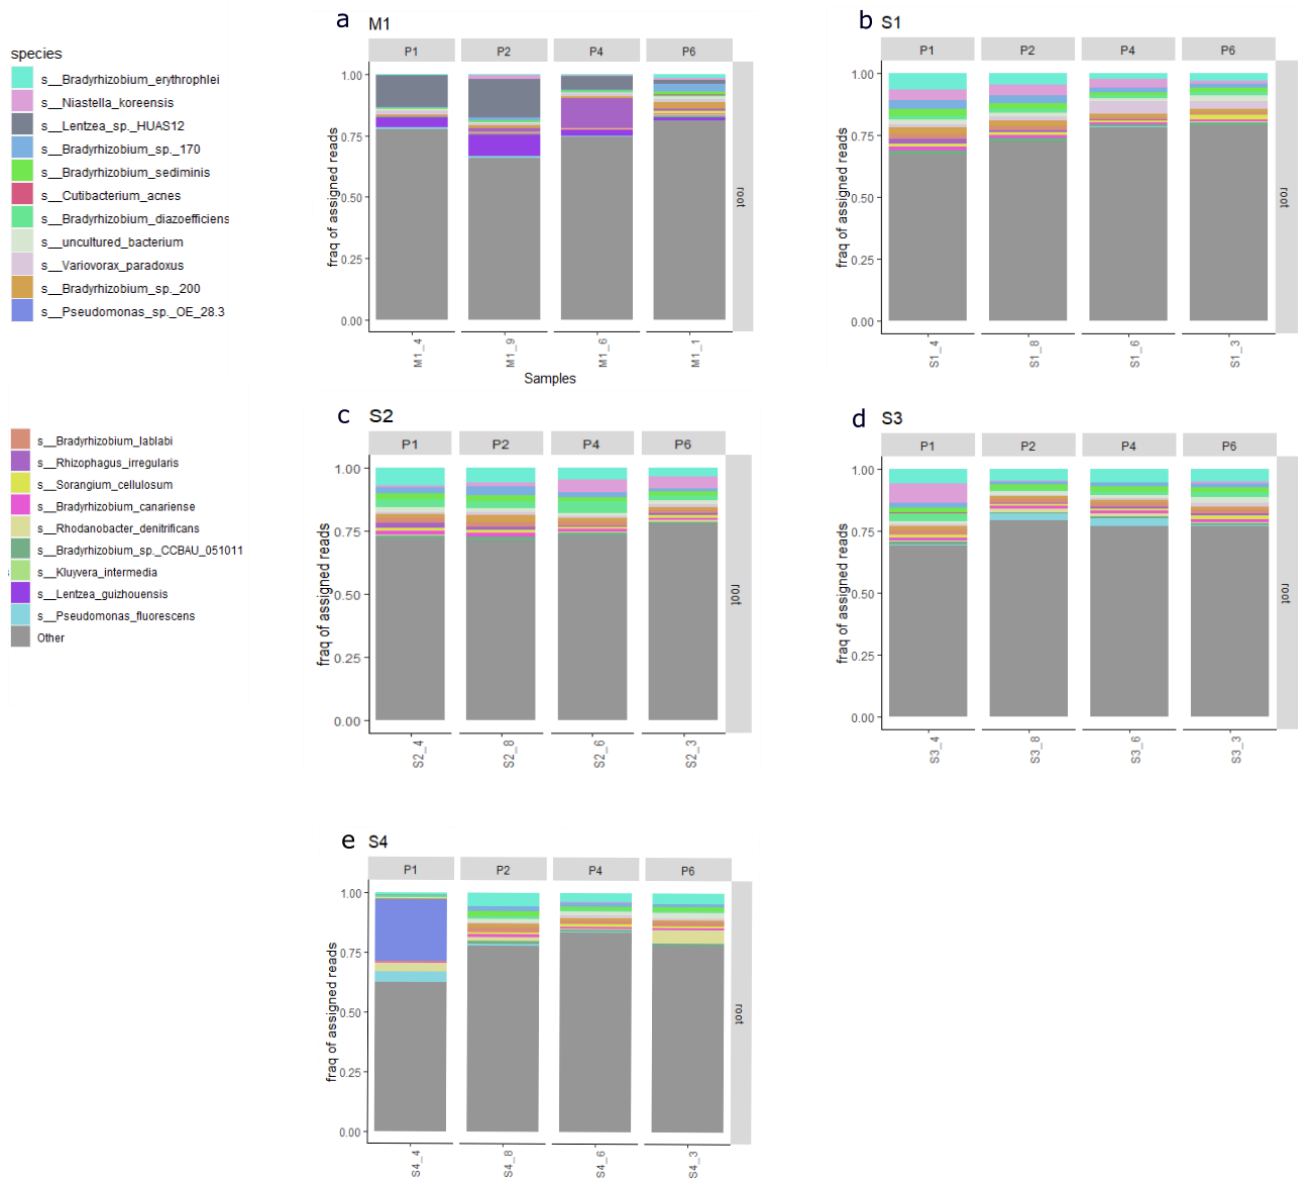 species
s__Bradyrhizobium_erythrophlei
s__Niastella_koreensis
s__Lentzea_sp._HUAS12
s__Bradyrhizobium_sp._170
s__Bradyrhizobium_sediminis
s__Cutibacterium_acnes
s__Bradyrhizobium_diazoefficiens
s__uncultured_bacterium
s__Variovorax_paradoxus
s__Bradyrhizobium_sp._200
s__Pseudomonas_sp._OE_28.3
s__Bradyrhizobium_lablabi
s__Rhizophagus_irregularis
s__Sorangium_cellulosum
s__Bradyrhizobium_canariense
s__Rhodanobacter_denitrificans
s__Bradyrhizobium_sp._CCBAU_051011
s__Kluyvera_intermedia
s__Lentzea_guizhouensis
s__Pseudomonas_fluorescens
Other
a M1
P1 P2 P4 P6
1.00
0.75
0.50
0.25
0.00
fraq of assigned reads
root
M1_4 M1_9 M1_6 M1_1
Samples
b S1
P1 P2 P4 P6
1.00
0.75
0.50
0.25
0.00
fraq of assigned reads
root
S1_4 S1_8 S1_6 S1_3
c S2
P1 P2 P4 P6
1.00
0.75
0.50
0.25
0.00
fraq of assigned reads
root
S2_4 S2_8 S2_6 S2_3
d S3
P1 P2 P4 P6
1.00
0.75
0.50
0.25
0.00
fraq of assigned reads
root
S3_4 S3_8 S3_6 S3_3
e S4
P1 P2 P4 P6
1.00
0.75
0.50
0.25
0.00
fraq of assigned reads
root
S4_4 S4_8 S4_6 S4_3